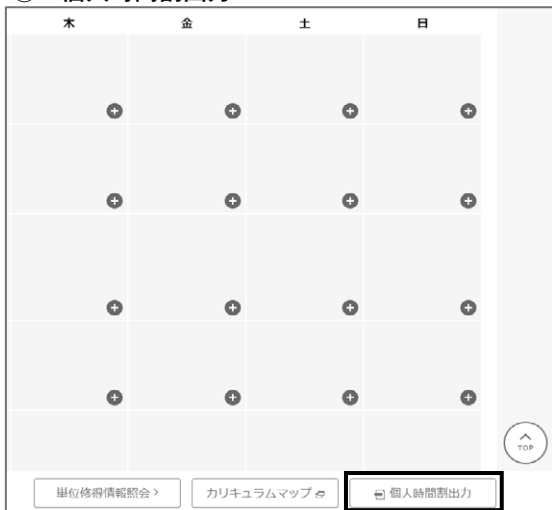 木 金 土 日
TOP
単位修得情報照会 >
カリキュラムマップ
個人時間割出力